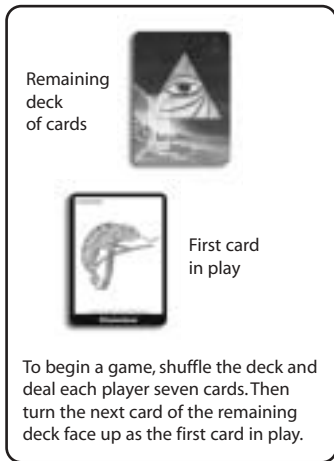 Remaining
deck
of cards
First card
in play
To begin a game, shuffle the deck and
deal each player seven cards. Then
turn the next card of the remaining
deck face up as the first card in play.